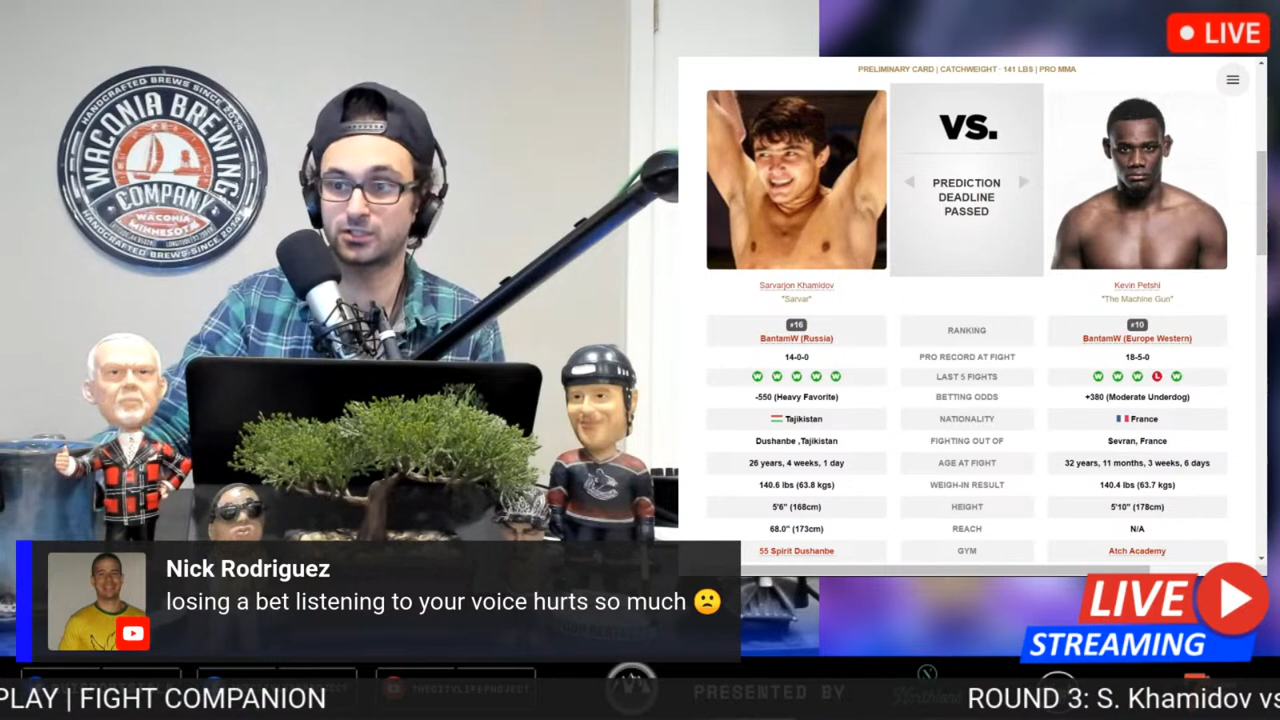 LIVE
PRELIMINARY CARD | CATCHWEIGHT · 141 LBS | PRO MMA
HANDCRAFTED BREWS SINCE
WACONIA BREWING
COMPANY
WACONIA
MINNESOTA
HANDCRAFTED BREWS SINCE
VS.
PREDICTION
DEADLINE
PASSED
Sarvarjon Khamidov
Kevin Petshi
"Sarvar"
"The Machine Gun"
#16 RANKING #10
BantamW (Russia) BantamW (Europe Western)
14-0-0 PRO RECORD AT FIGHT 18-5-0
W W W W W LAST 5 FIGHTS W W W L W
-550 (Heavy Favorite) BETTING ODDS +380 (Moderate Underdog)
Tajikistan NATIONALITY France
Dushanbe ,Tajikistan FIGHTING OUT OF Sevran, France
26 years, 4 weeks, 1 day AGE AT FIGHT 32 years, 11 months, 3 weeks, 6 days
140.6 lbs (63.8 kgs) WEIGH-IN RESULT 140.4 lbs (63.7 kgs)
5'6" (168cm) HEIGHT 5'10" (178cm)
68.0" (173cm) REACH N/A
55 Spirit Dushanbe GYM Atch Academy
Nick Rodriguez
losing a bet listening to your voice hurts so much 🙁
LIVE
STREAMING
PRESENTED BY
PLAY | FIGHT COMPANION
ROUND 3: S. Khamidov vs